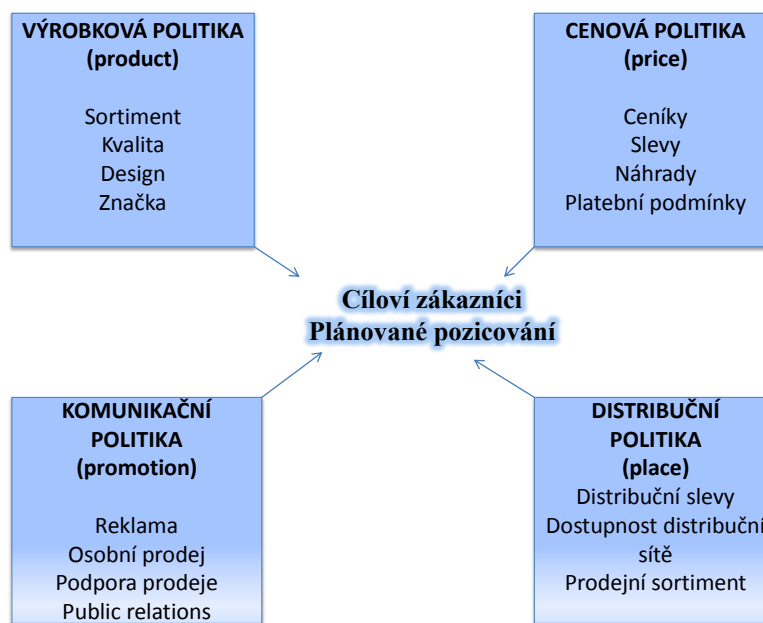 VÝROBKOVÁ POLITIKA
(product)
Sortiment
Kvalita
Design
Značka
CENOVÁ POLITIKA
(price)
Ceníky
Slevy
Náhrady
Platební podmínky
Cíloví zákazníci
Plánované pozicování
KOMUNIKAČNÍ
POLITIKA
(promotion)
Reklama
Osobní prodej
Podpora prodeje
Public relations
DISTRIBUČNÍ
POLITIKA
(place)
Distribuční slevy
Dostupnost distribuční
sítě
Prodejní sortiment